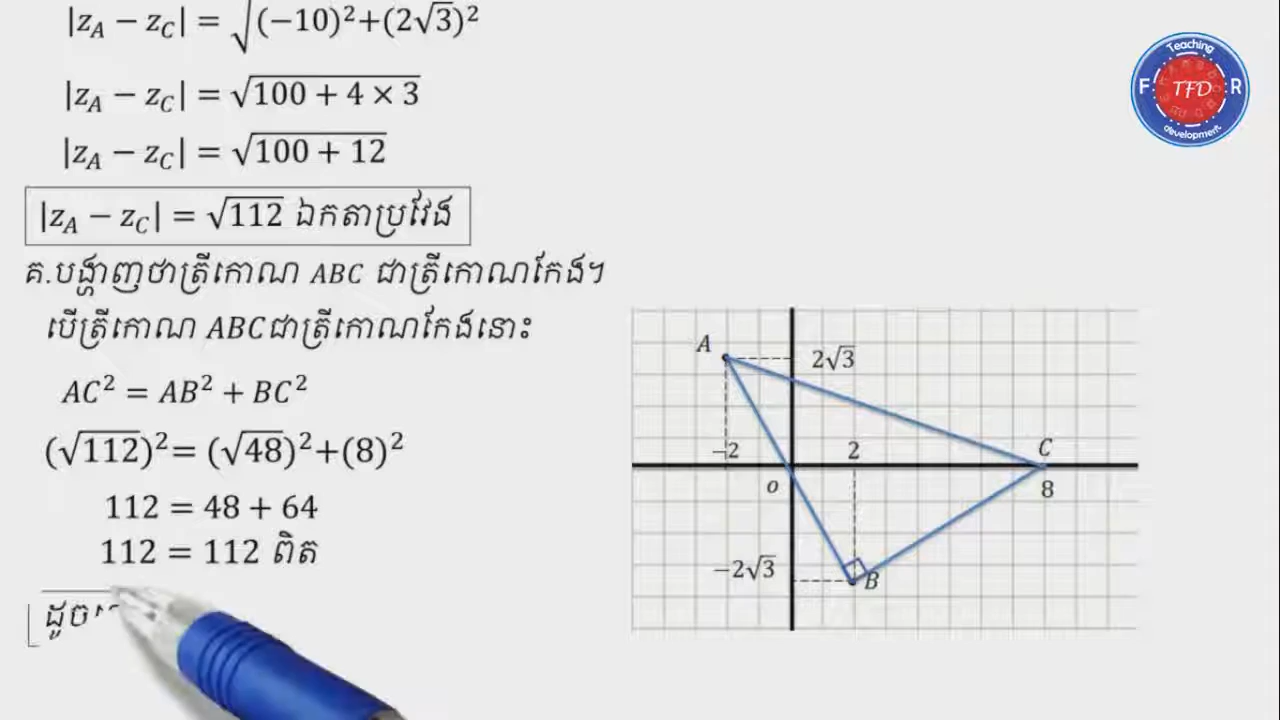 |z_A − z_C| = √((−10)²+(2√3)²)
|z_A − z_C| = √(100 + 4 × 3)
|z_A − z_C| = √(100 + 12)
|z_A − z_C| = √112 ឯកតាប្រវែង
គ.បង្ហាញថាត្រីកោណ ABC ជាត្រីកោណកែង។
បើត្រីកោណ ABCជាត្រីកោណកែងនោះ
AC² = AB² + BC²
(√112)²= (√48)²+(8)²
112 = 48 + 64
112 = 112 ពិត
Teaching
F TFD R
development
A
2√3
−2
2
C
o
8
−2√3
B